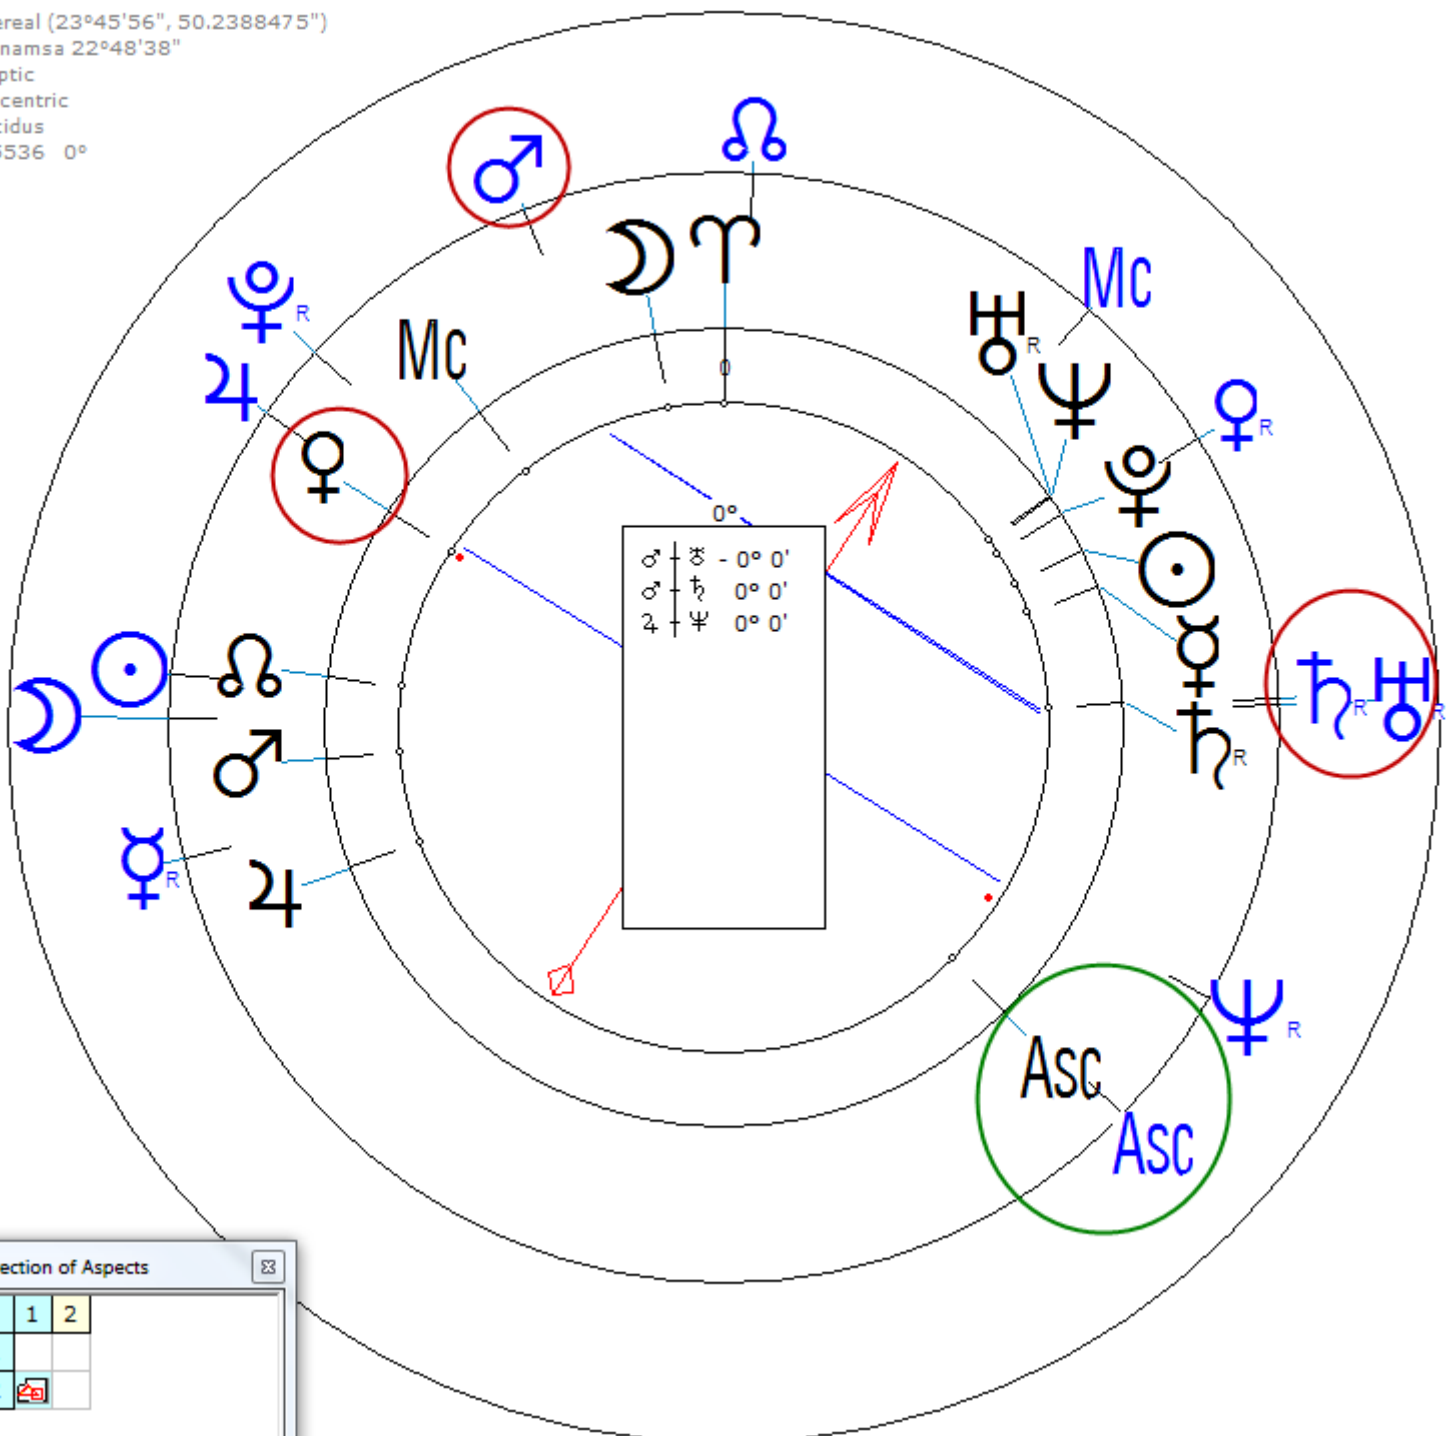 ereal (23°45'56", 50.2388475")
namsa 22°48'38"
ptic
centric
cidus
5536 0°
☊
♂
Mc
☽ ♈
♇ R
♅ R
Mc
♆
♃
0
♀ R
♀
♇
0°
♂ + ⛢ - 0° 0'
☉
♂ + ♄ 0° 0'
♃ + ♆ 0° 0'
☉ ☊
☿
♄ R ♅ R
☽
♂
♄ R
☿ R
♃
♆ R
Asc
Asc
ection of Aspects
1 2